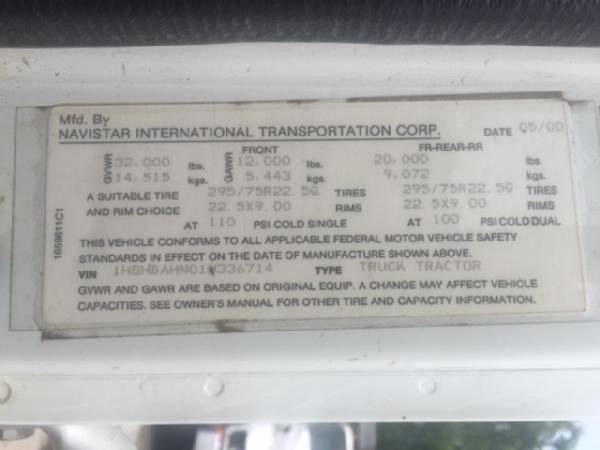 Mfd. By
NAVISTAR INTERNATIONAL TRANSPORTATION CORP. DATE 05/00
FRONT FR-REAR-RR
GVWR 32,000 lbs. GAWR 12,000 lbs. 20,000 lbs.
14,515 kgs. 5,443 kgs. 9,072 kgs.
A SUITABLE TIRE 295/75R22.5G TIRES 295/75R22.5G TIRES
AND RIM CHOICE 22.5X9.00 RIMS 22.5X9.00 RIMS
AT 110 PSI COLD SINGLE AT 100 PSI COLD DUAL
THIS VEHICLE CONFORMS TO ALL APPLICABLE FEDERAL MOTOR VEHICLE SAFETY
STANDARDS IN EFFECT ON THE DATE OF MANUFACTURE SHOWN ABOVE.
VIN TYPE TRUCK TRACTOR
GVWR AND GAWR ARE BASED ON ORIGINAL EQUIP. A CHANGE MAY AFFECT VEHICLE
CAPACITIES. SEE OWNER'S MANUAL FOR OTHER TIRE AND CAPACITY INFORMATION.
1659611C1